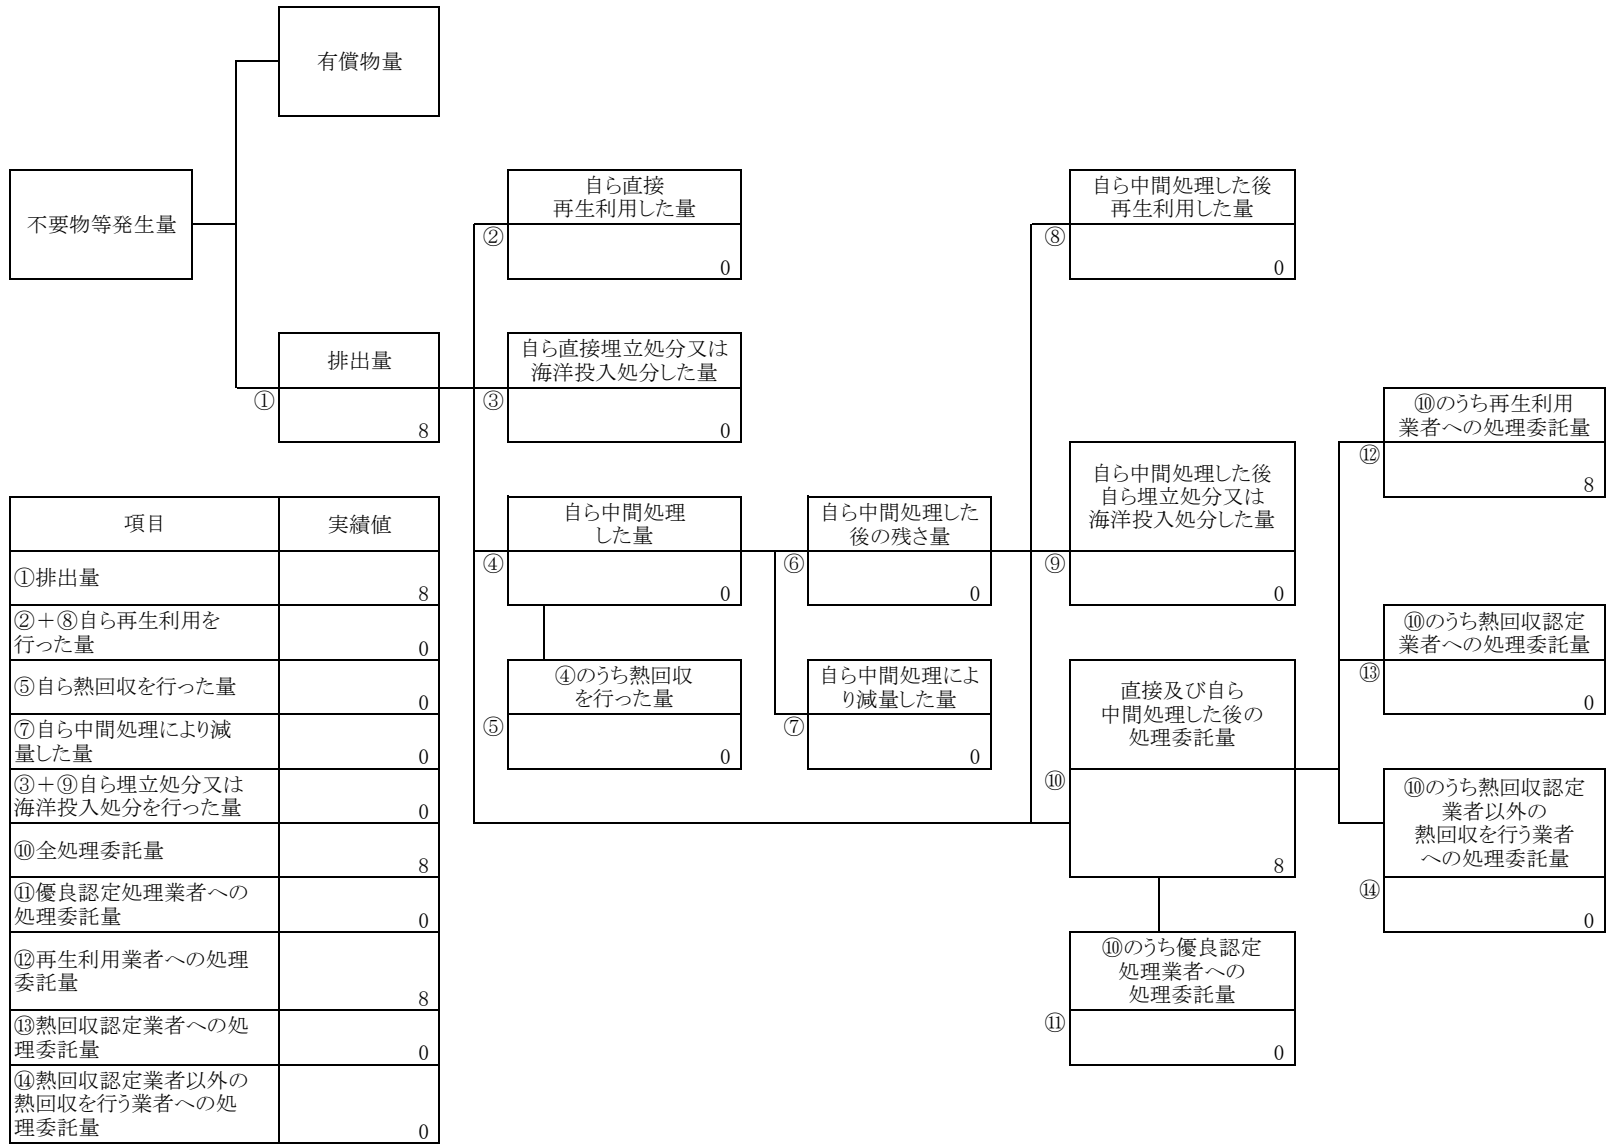 有償物量
不要物等発生量
自ら直接
再生利用した量
②
0
自ら中間処理した後
再生利用した量
⑧
0
排出量
①
8
自ら直接埋立処分又は
海洋投入処分した量
③
0
⑩のうち再生利用
業者への処理委託量
⑫
8
自ら中間処理した後
自ら埋立処分又は
海洋投入処分した量
⑨
0
自ら中間処理
した量
④
0
自ら中間処理した
後の残さ量
⑥
0
⑩のうち熱回収認定
業者への処理委託量
⑬
0
④のうち熱回収
を行った量
⑤
0
自ら中間処理によ
り減量した量
⑦
0
直接及び自ら
中間処理した後の
処理委託量
⑩
8
⑩のうち熱回収認定
業者以外の
熱回収を行う業者
への処理委託量
⑭
0
⑩のうち優良認定
処理業者への
処理委託量
⑪
0
項目 実績値
①排出量
8
②+⑧自ら再生利用を
行った量
0
⑤自ら熱回収を行った量
0
⑦自ら中間処理により減
量した量
0
③+⑨自ら埋立処分又は
海洋投入処分を行った量
0
⑩全処理委託量
8
⑪優良認定処理業者への
処理委託量
0
⑫再生利用業者への処理
委託量
8
⑬熱回収認定業者への処
理委託量
0
⑭熱回収認定業者以外の
熱回収を行う業者への処
理委託量
0